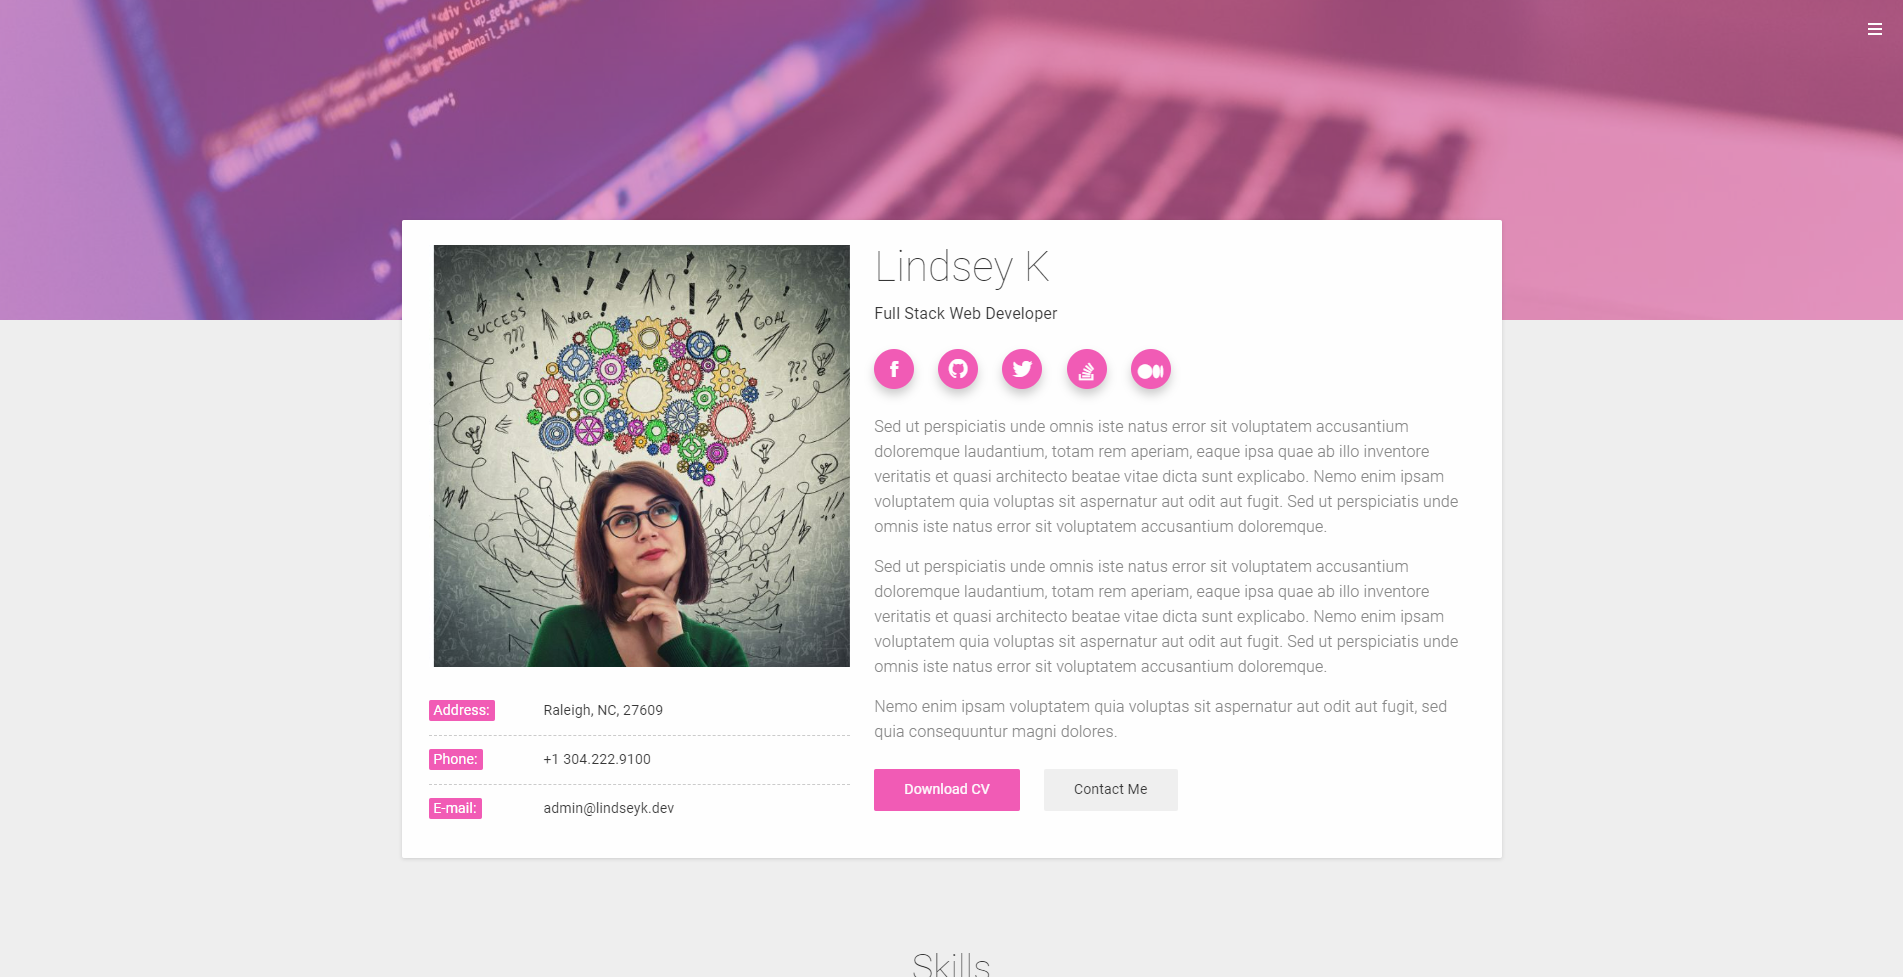 printf( '<div clas
</div>', wp_get_at
product_large_thumbnail_size
$loop++;
}
Lindsey K
Full Stack Web Developer
SUCCESS
idea
GOAL
???
???
???
Sed ut perspiciatis unde omnis iste natus error sit voluptatem accusantium
doloremque laudantium, totam rem aperiam, eaque ipsa quae ab illo inventore
veritatis et quasi architecto beatae vitae dicta sunt explicabo. Nemo enim ipsam
voluptatem quia voluptas sit aspernatur aut odit aut fugit. Sed ut perspiciatis unde
omnis iste natus error sit voluptatem accusantium doloremque.
Sed ut perspiciatis unde omnis iste natus error sit voluptatem accusantium
doloremque laudantium, totam rem aperiam, eaque ipsa quae ab illo inventore
veritatis et quasi architecto beatae vitae dicta sunt explicabo. Nemo enim ipsam
voluptatem quia voluptas sit aspernatur aut odit aut fugit. Sed ut perspiciatis unde
omnis iste natus error sit voluptatem accusantium doloremque.
Nemo enim ipsam voluptatem quia voluptas sit aspernatur aut odit aut fugit, sed
quia consequuntur magni dolores.
Address: Raleigh, NC, 27609
Phone: +1 304.222.9100
E-mail: admin@lindseyk.dev
Download CV
Contact Me
Skills